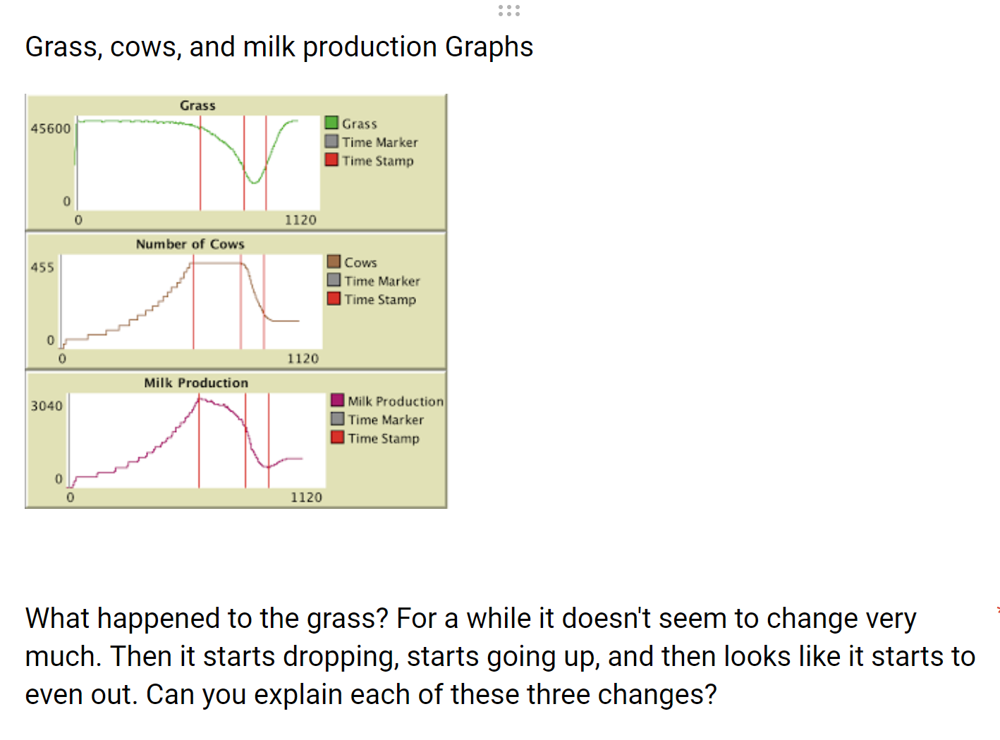 Grass, cows, and milk production Graphs
Grass
45600
0
0
1120
Grass
Time Marker
Time Stamp
Number of Cows
455
0
0
1120
Cows
Time Marker
Time Stamp
Milk Production
3040
0
0
1120
Milk Production
Time Marker
Time Stamp
What happened to the grass? For a while it doesn't seem to change very
much. Then it starts dropping, starts going up, and then looks like it starts to
even out. Can you explain each of these three changes?
*